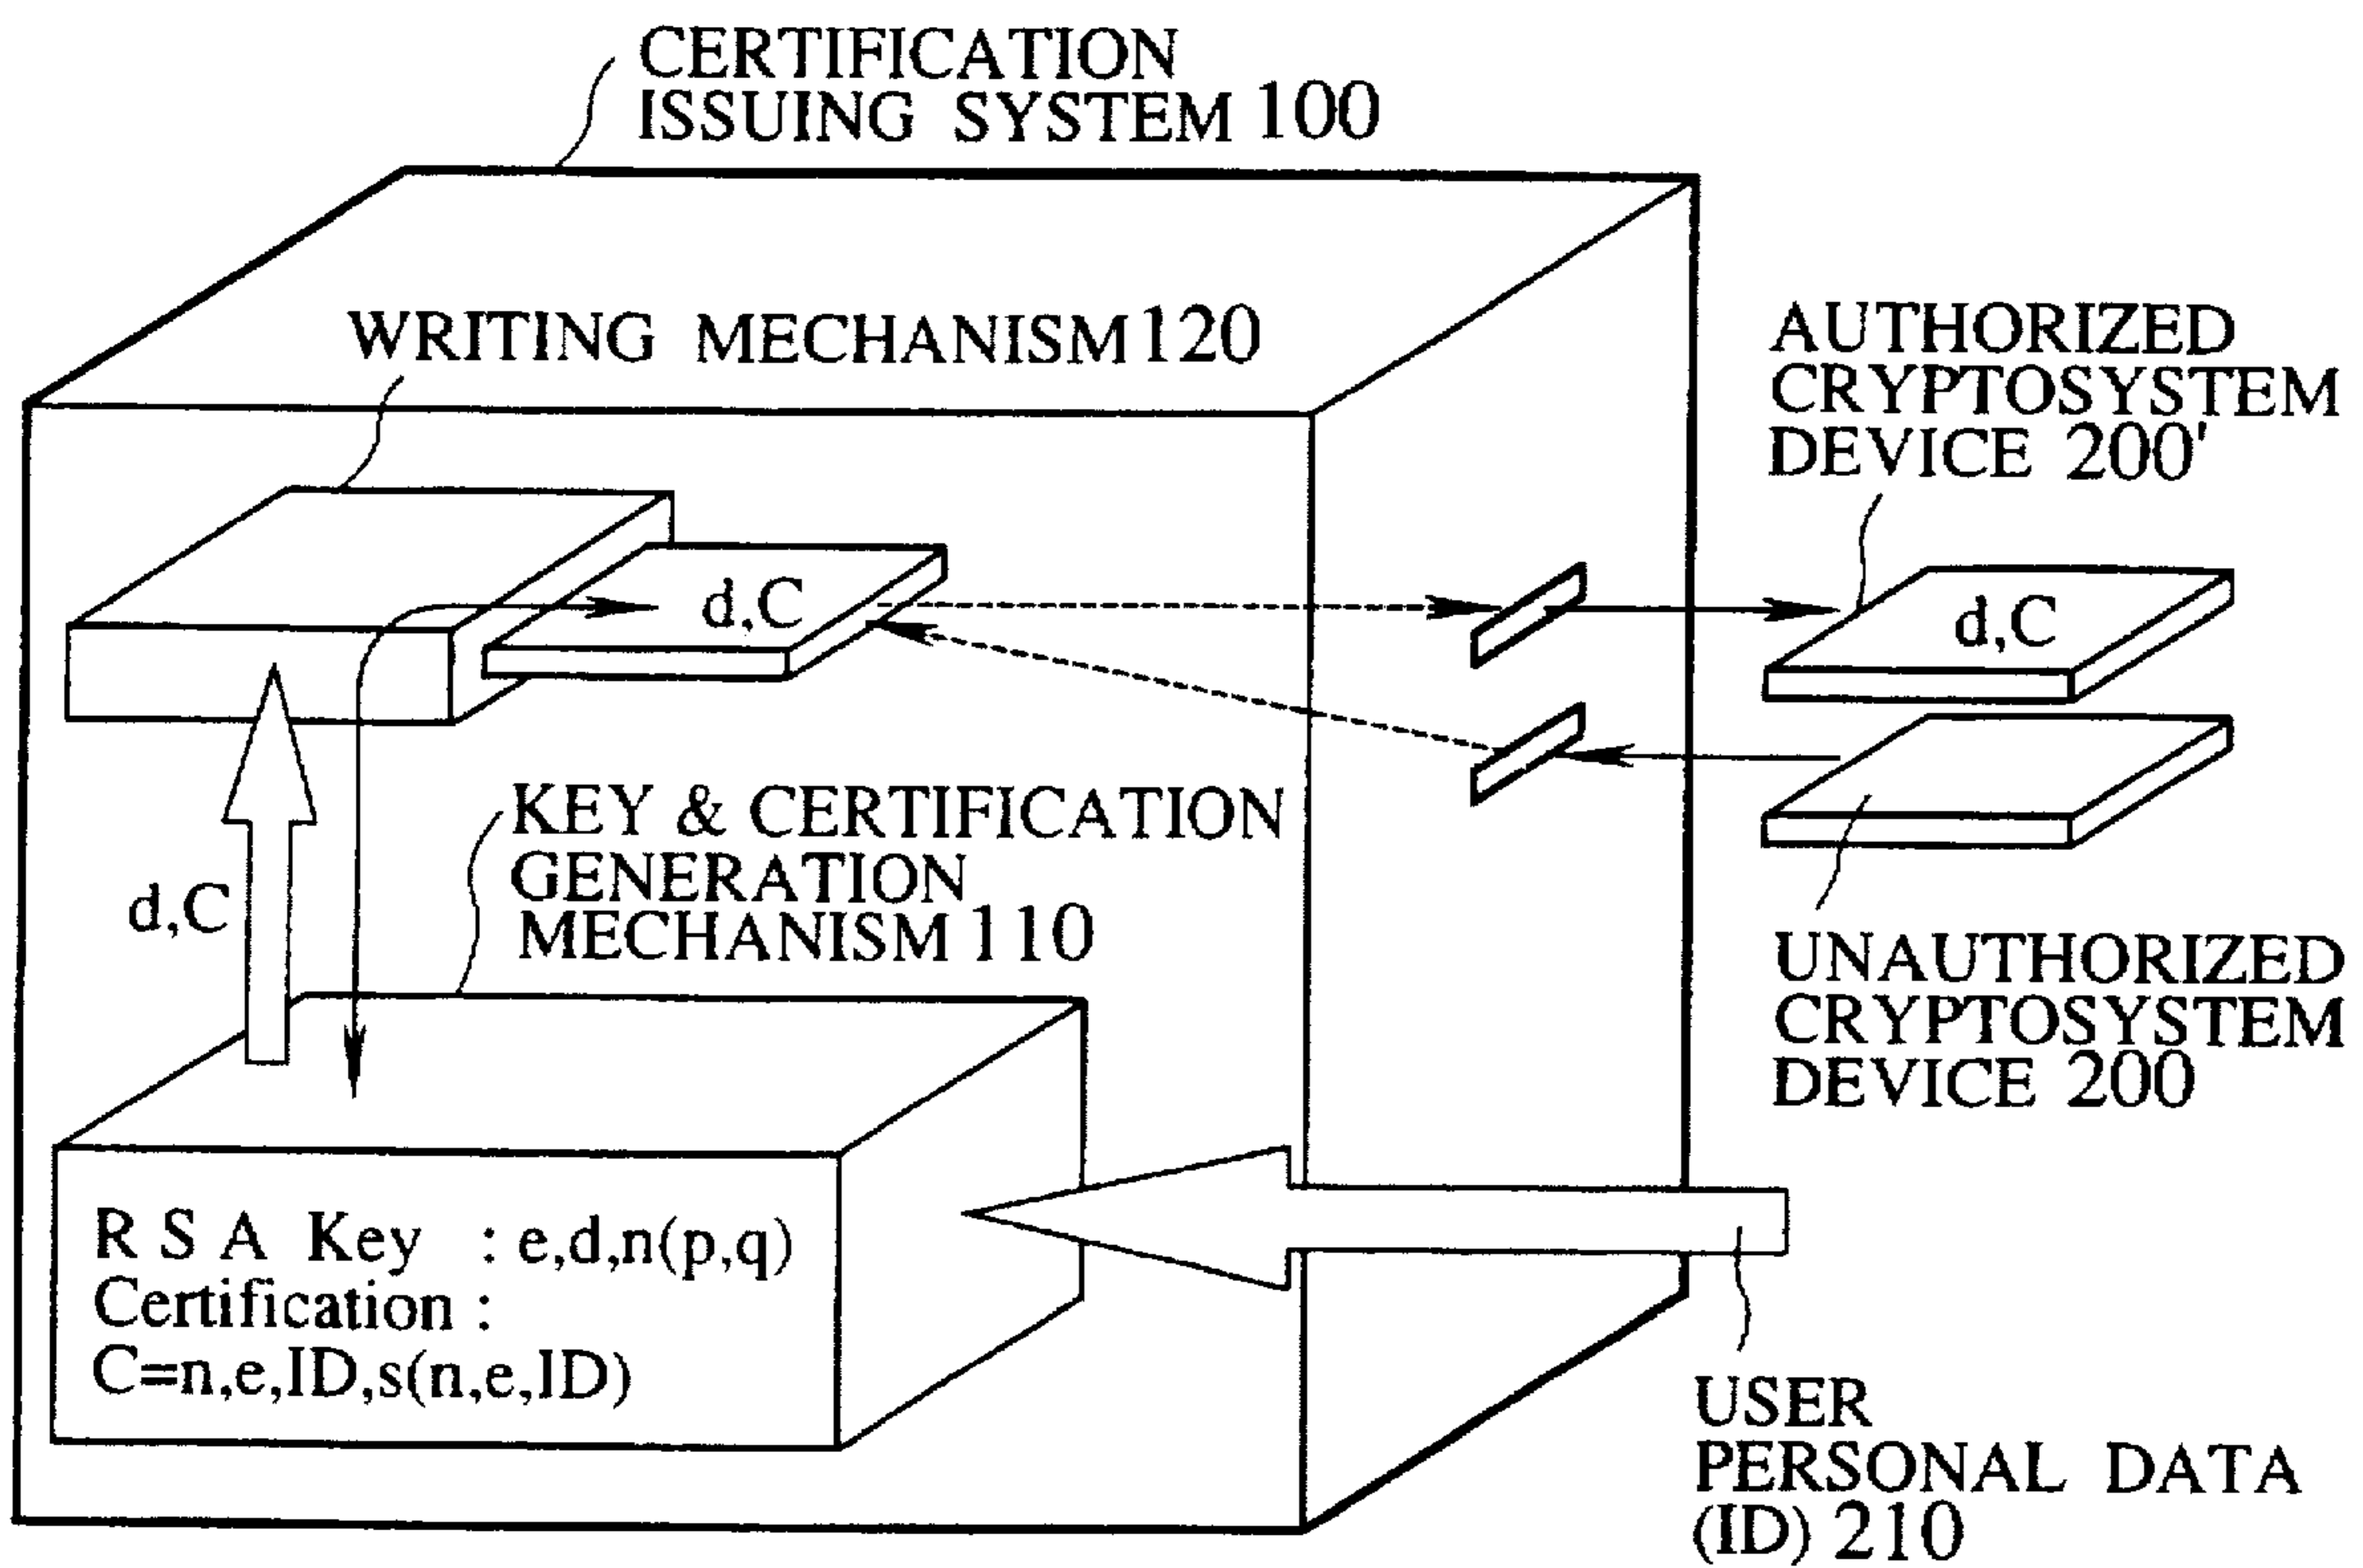 CERTIFICATION
ISSUING SYSTEM 100
WRITING MECHANISM 120
AUTHORIZED
CRYPTOSYSTEM
DEVICE 200'
d,C
d,C
KEY & CERTIFICATION
GENERATION
MECHANISM 110
d,C
UNAUTHORIZED
CRYPTOSYSTEM
DEVICE 200
R S A Key : e,d,n(p,q)
Certification :
C=n,e,ID,s(n,e,ID)
USER
PERSONAL DATA
(ID) 210